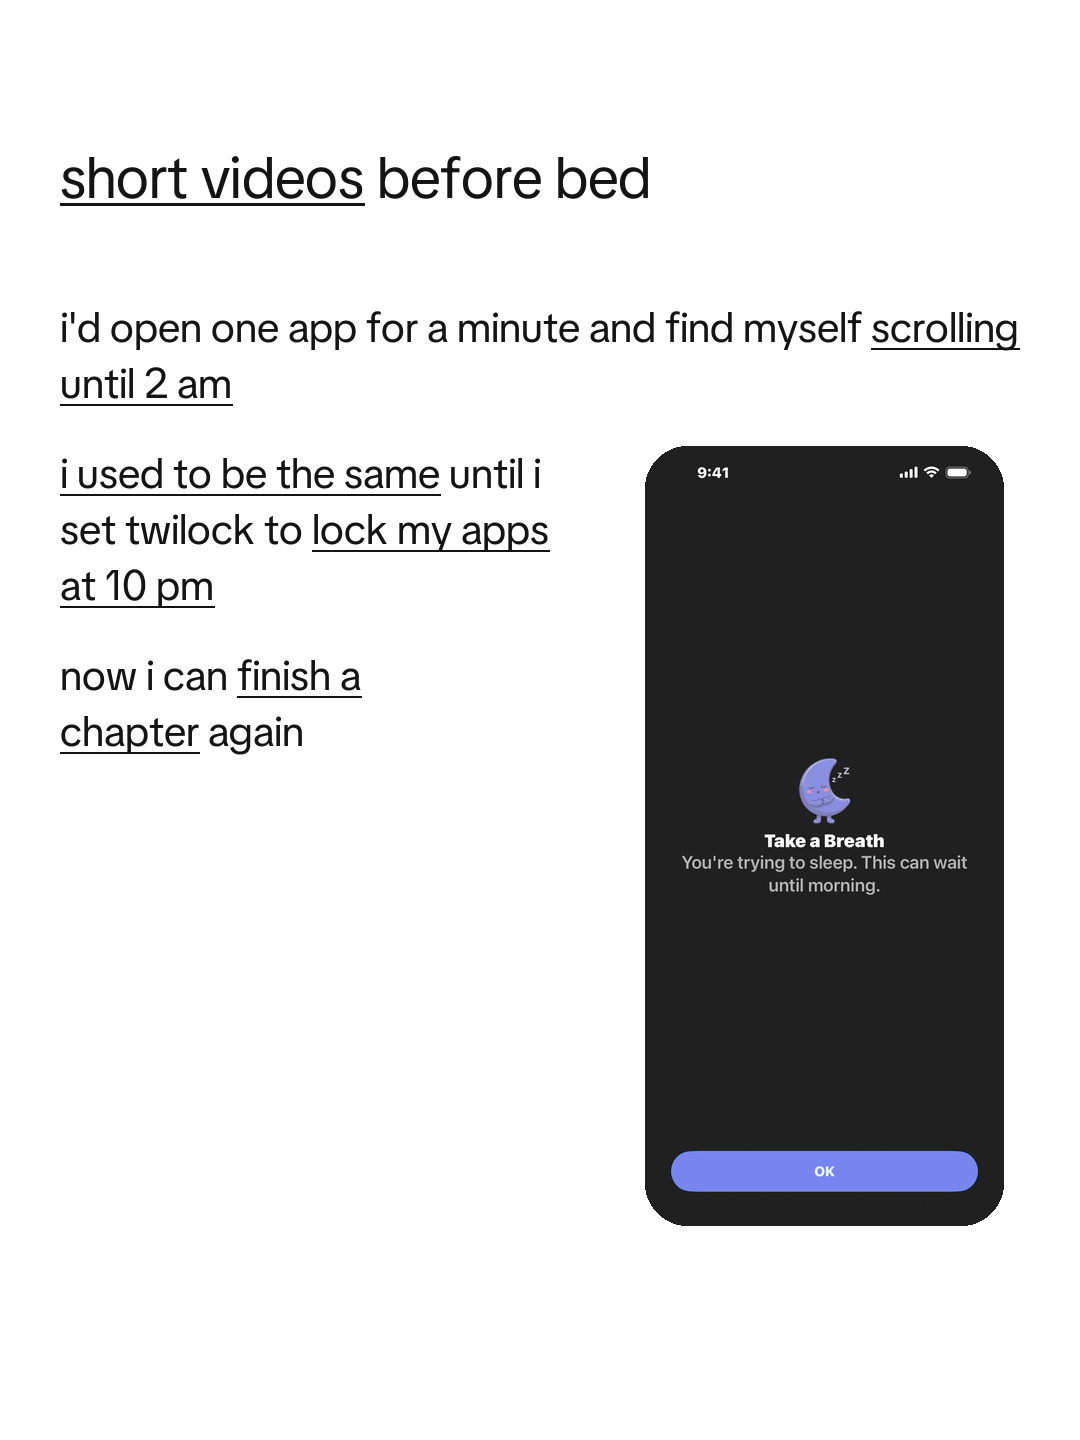 short videos before bed
i'd open one app for a minute and find myself scrolling
until 2 am
i used to be the same until i
set twilock to lock my apps
at 10 pm
now i can finish a
chapter again
9:41
z z z
Take a Breath
You're trying to sleep. This can wait
until morning.
OK